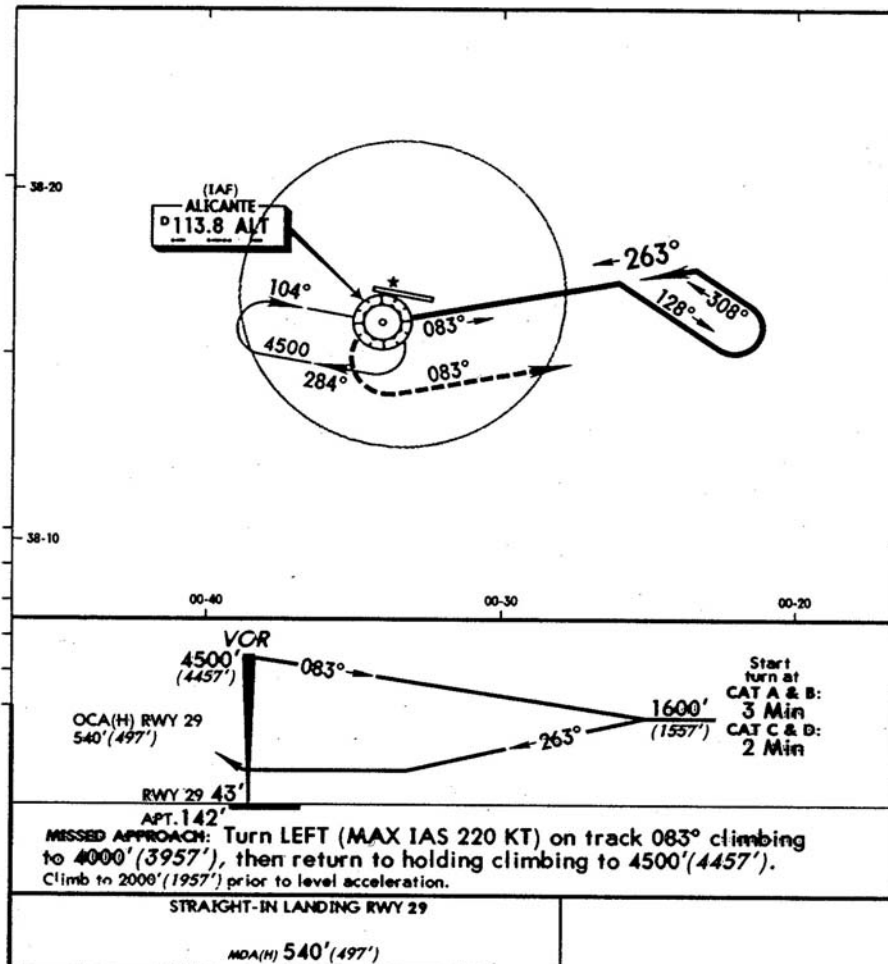 38-20
(IAF)
ALICANTE
D 113.8 ALT
263°
104°
083°
128°
308°
4500
284°
083°
38-10
00-40
00-30
00-20
VOR
4500'
(4457')
083°
Start
turn at
CAT A & B:
3 Min
CAT C & D:
2 Min
1600'
(1557')
OCA(H) RWY 29
540'(497')
263°
RWY 29 43'
APT. 142'
MISSED APPROACH: Turn LEFT (MAX IAS 220 KT) on track 083° climbing
to 4000'(3957'), then return to holding climbing to 4500'(4457').
Climb to 2000'(1957') prior to level acceleration.
STRAIGHT-IN LANDING RWY 29
MDA(H) 540'(497')